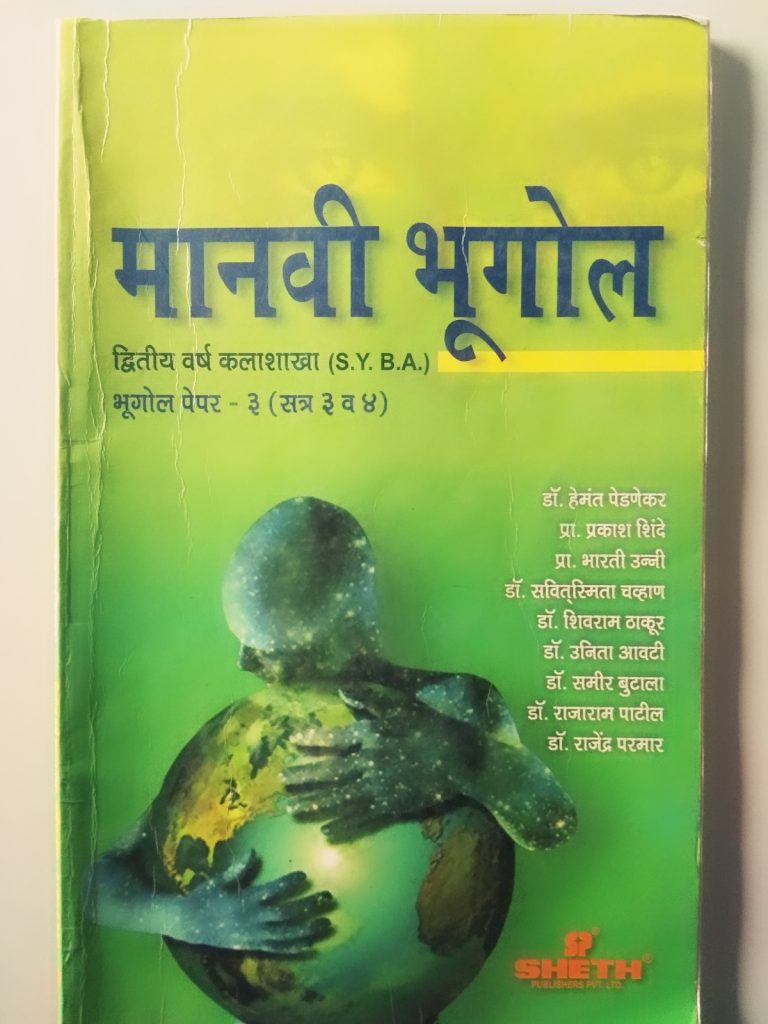 मानवी भूगोल
द्वितीय वर्ष कलाशाखा (S.Y. B.A.)
भूगोल पेपर - ३ (सत्र ३ व ४)
डॉ. हेमंत पेडणेकर
प्रा. प्रकाश शिंदे
प्रा. भारती उन्नी
डॉ. सवित्‌स्मिता चव्हाण
डॉ. शिवराम ठाकूर
डॉ. उनिता आवटी
डॉ. समीर बुटाला
डॉ. राजाराम पाटील
डॉ. राजेंद्र परमार
SP®
SHETH®
PUBLISHERS PVT. LTD.